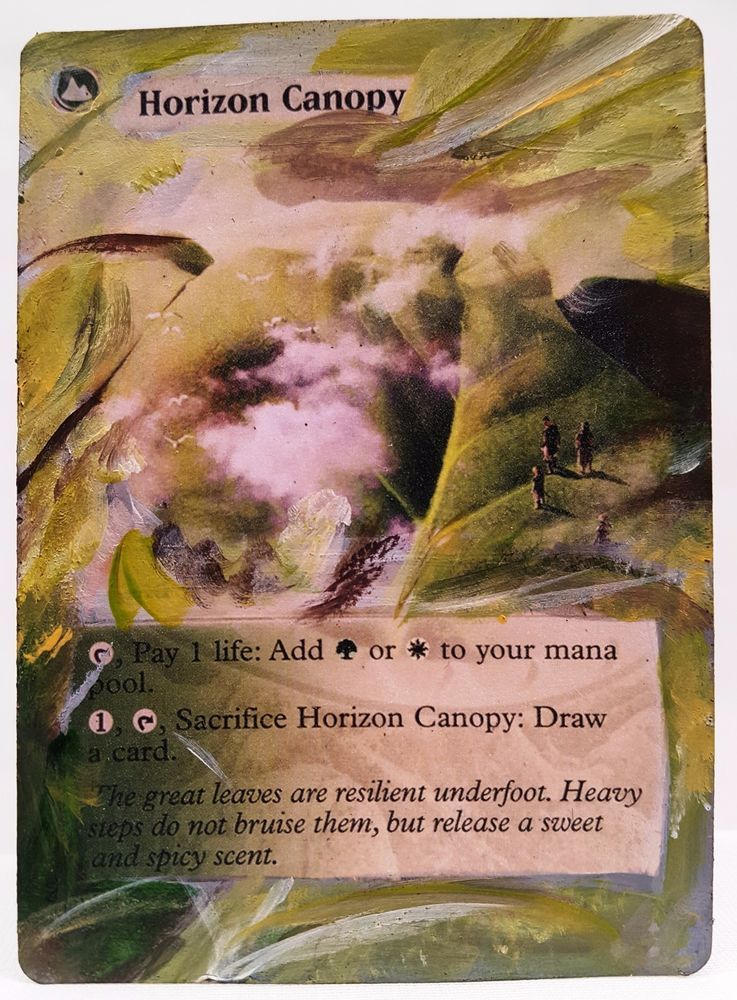 Horizon Canopy
, Pay 1 life: Add or to your mana
pool.
1, , Sacrifice Horizon Canopy: Draw
a card.
The great leaves are resilient underfoot. Heavy
steps do not bruise them, but release a sweet
and spicy scent.